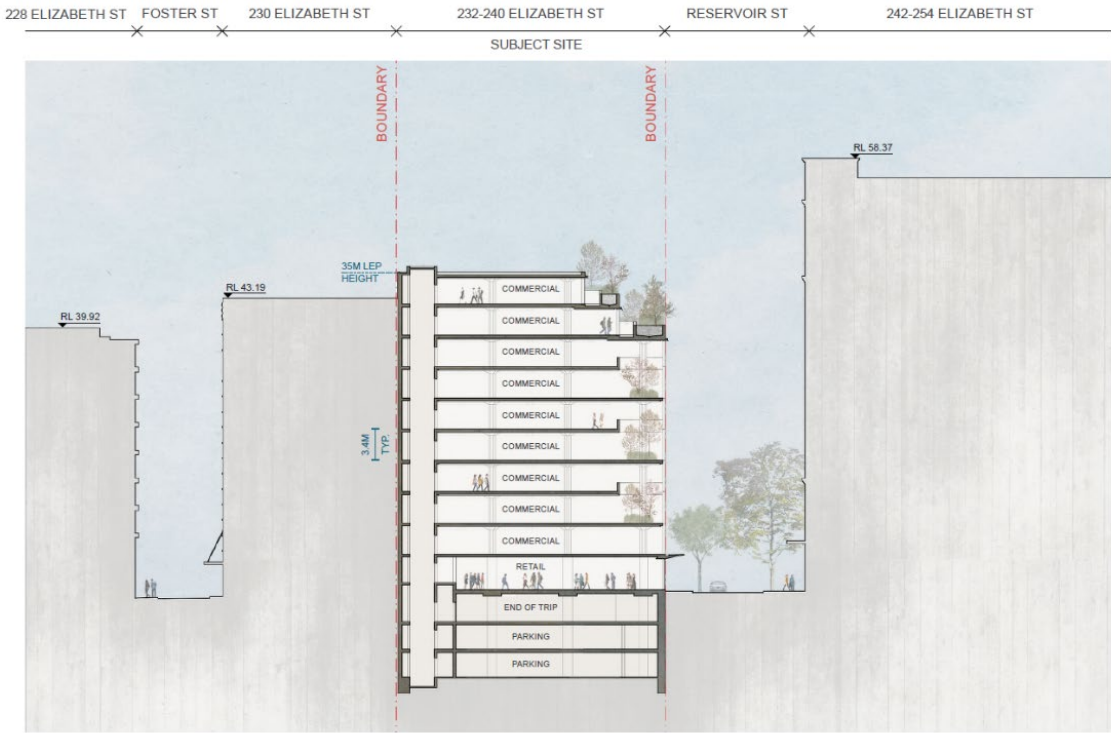 228 ELIZABETH ST
FOSTER ST
230 ELIZABETH ST
232-240 ELIZABETH ST
RESERVOIR ST
242-254 ELIZABETH ST
SUBJECT SITE
BOUNDARY
BOUNDARY
RL 58.37
35M LEP
HEIGHT
RL 43.19
RL 39.92
COMMERCIAL
COMMERCIAL
COMMERCIAL
COMMERCIAL
COMMERCIAL
3.4M
TYP.
COMMERCIAL
COMMERCIAL
COMMERCIAL
COMMERCIAL
RETAIL
END OF TRIP
PARKING
PARKING